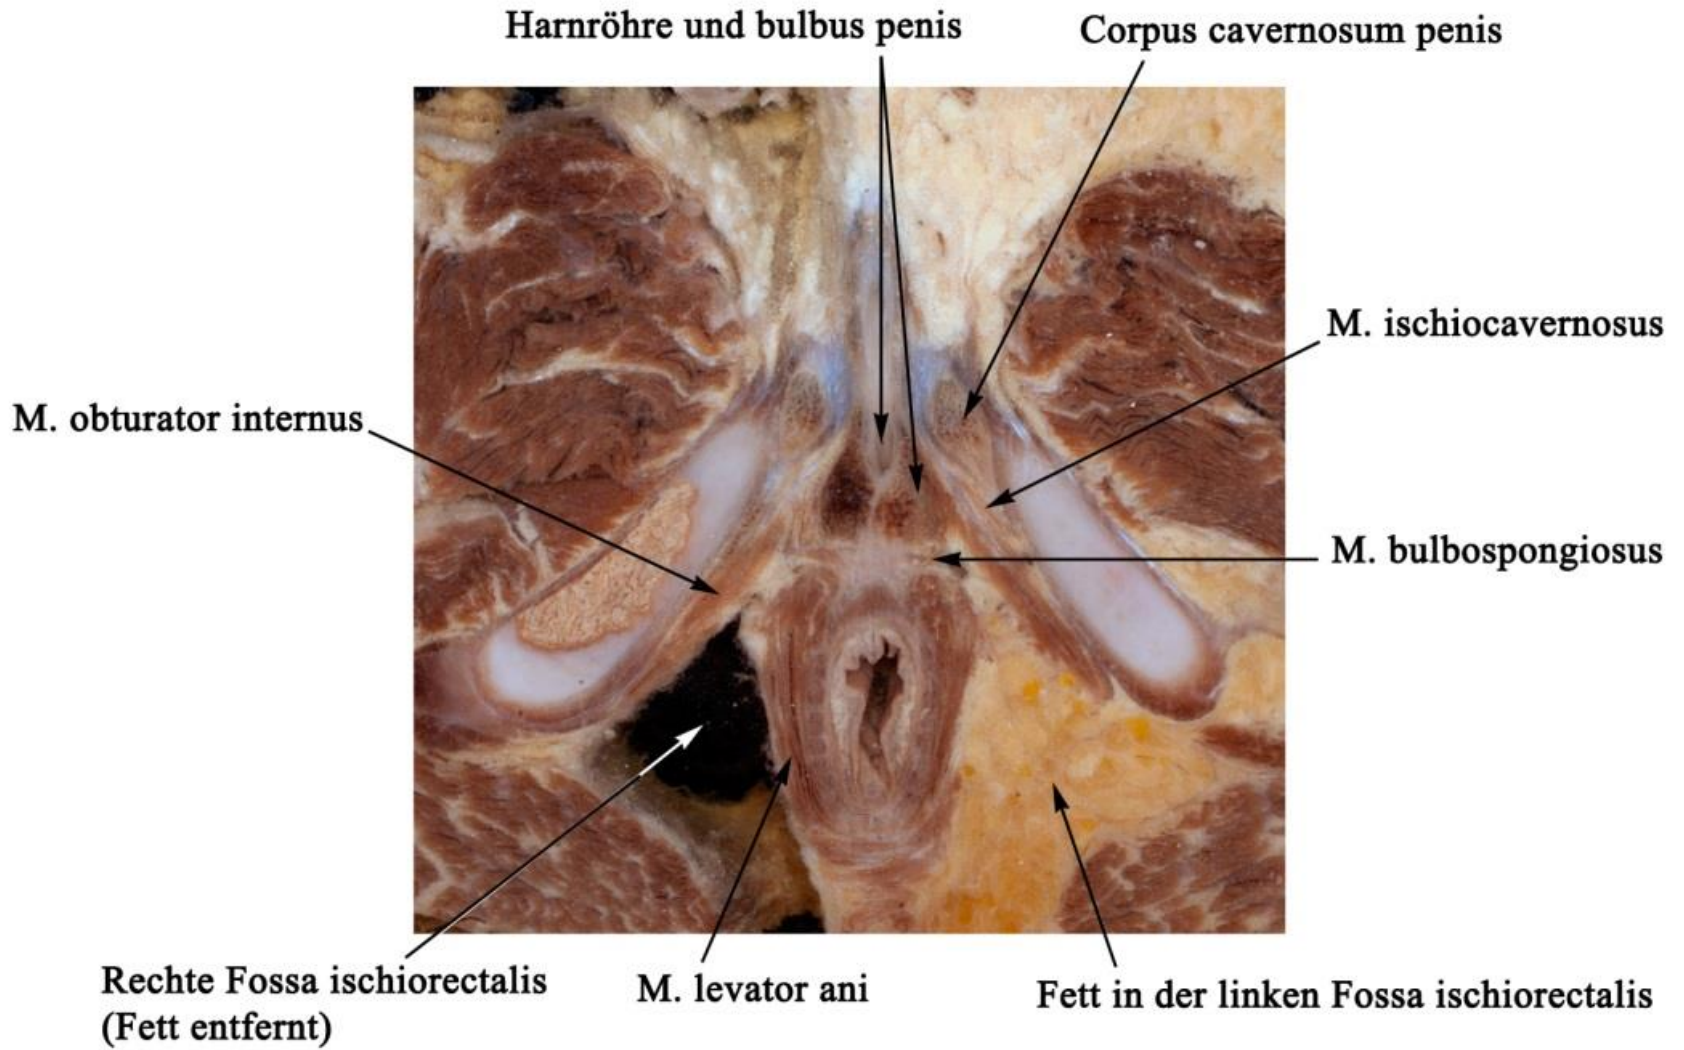 Harnröhre und bulbus penis
Corpus cavernosum penis
M. ischiocavernosus
M. obturator internus
M. bulbospongiosus
Rechte Fossa ischiorectalis
(Fett entfernt)
M. levator ani
Fett in der linken Fossa ischiorectalis